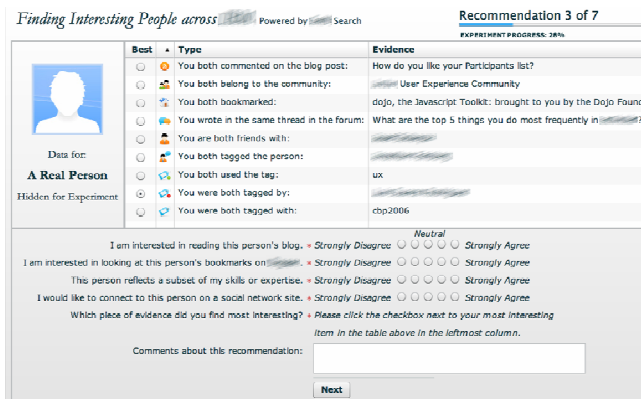 Finding Interesting People across Powered by Search
Recommendation 3 of 7
EXPERIMENT PROGRESS: 28%
Best Type Evidence
You both commented on the blog post: How do you like your Participants list?
You both belong to the community: User Experience Community
You both bookmarked: dojo, the Javascript Toolkit: brought to you by the Dojo Foun
You wrote in the same thread in the forum: What are the top 5 things you do most frequently in ?
You are both friends with:
You both tagged the person:
You both used the tag: ux
You were both tagged by:
You were both tagged with: cbp2006
Data for:
A Real Person
Hidden for Experiment
Neutral
I am interested in reading this person's blog. * Strongly Disagree Strongly Agree
I am interested in looking at this person's bookmarks on . * Strongly Disagree Strongly Agree
This person reflects a subset of my skills or expertise. * Strongly Disagree Strongly Agree
I would like to connect to this person on a social network site. * Strongly Disagree Strongly Agree
Which piece of evidence did you find most interesting? * Please click the checkbox next to your most interesting
item in the table above in the leftmost column.
Comments about this recommendation:
Next